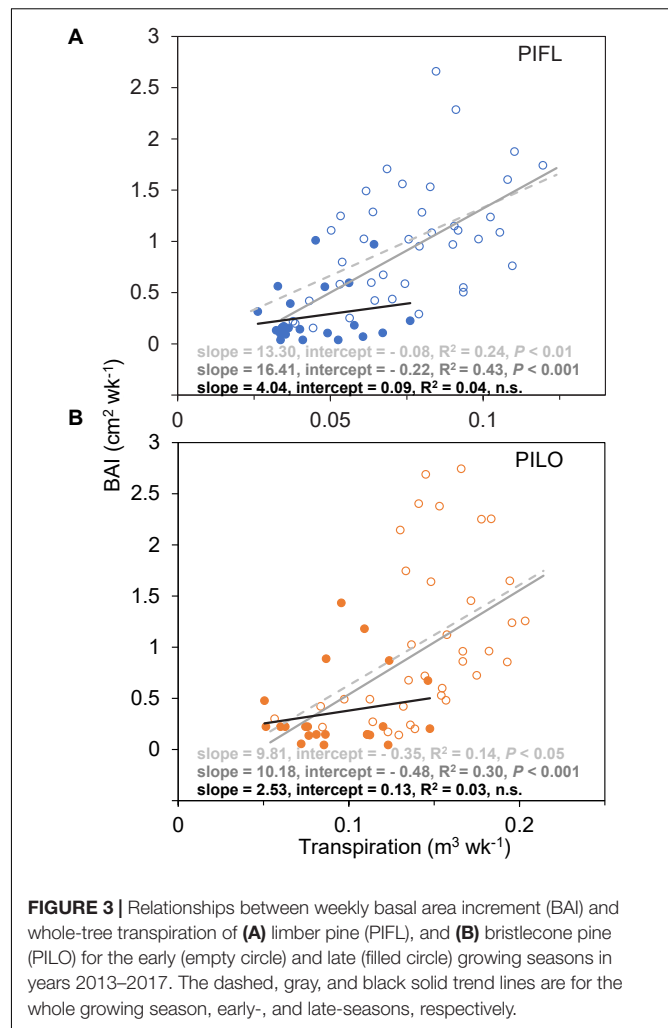 A
PIFL
3
2.5
2
1.5
1
0.5
0
slope = 13.30, intercept = - 0.08, R² = 0.24, P < 0.01
slope = 16.41, intercept = - 0.22, R² = 0.43, P < 0.001
slope = 4.04, intercept = 0.09, R² = 0.04, n.s.
0
0.05
0.1
BAI (cm² wk⁻¹)
B
PILO
3
2.5
2
1.5
1
0.5
0
slope = 9.81, intercept = - 0.35, R² = 0.14, P < 0.05
slope = 10.18, intercept = - 0.48, R² = 0.30, P < 0.001
slope = 2.53, intercept = 0.13, R² = 0.03, n.s.
0
0.1
0.2
Transpiration (m³ wk⁻¹)
FIGURE 3 | Relationships between weekly basal area increment (BAI) and
whole-tree transpiration of (A) limber pine (PIFL), and (B) bristlecone pine
(PILO) for the early (empty circle) and late (filled circle) growing seasons in
years 2013–2017. The dashed, gray, and black solid trend lines are for the
whole growing season, early-, and late-seasons, respectively.